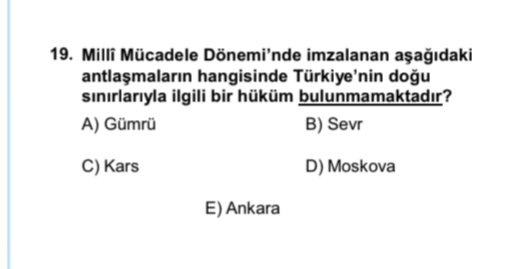 19. Millî Mücadele Dönemi'nde imzalanan aşağıdaki
antlaşmaların hangisinde Türkiye'nin doğu
sınırlarıyla ilgili bir hüküm bulunmamaktadır?
A) Gümrü
B) Sevr
C) Kars
D) Moskova
E) Ankara